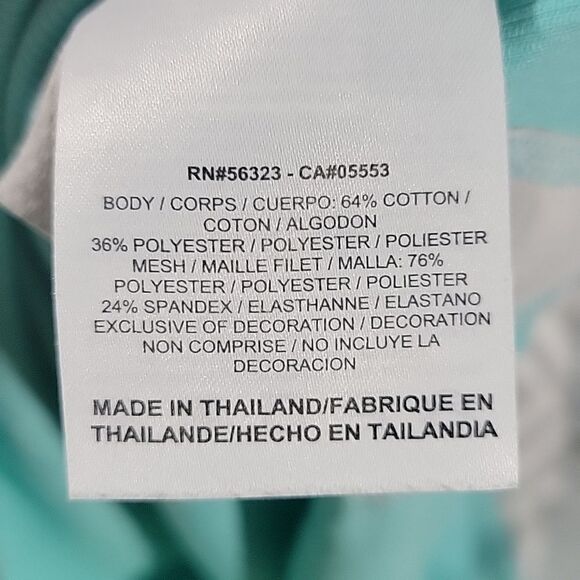 RN#56323 - CA#05553
BODY / CORPS / CUERPO: 64% COTTON /
COTON / ALGODON
36% POLYESTER / POLYESTER / POLIESTER
MESH / MAILLE FILET / MALLA: 76%
POLYESTER / POLYESTER / POLIESTER
24% SPANDEX / ELASTHANNE / ELASTANO
EXCLUSIVE OF DECORATION / DECORATION
NON COMPRISE / NO INCLUYE LA
DECORACION
MADE IN THAILAND/FABRIQUE EN
THAILANDE/HECHO EN TAILANDIA